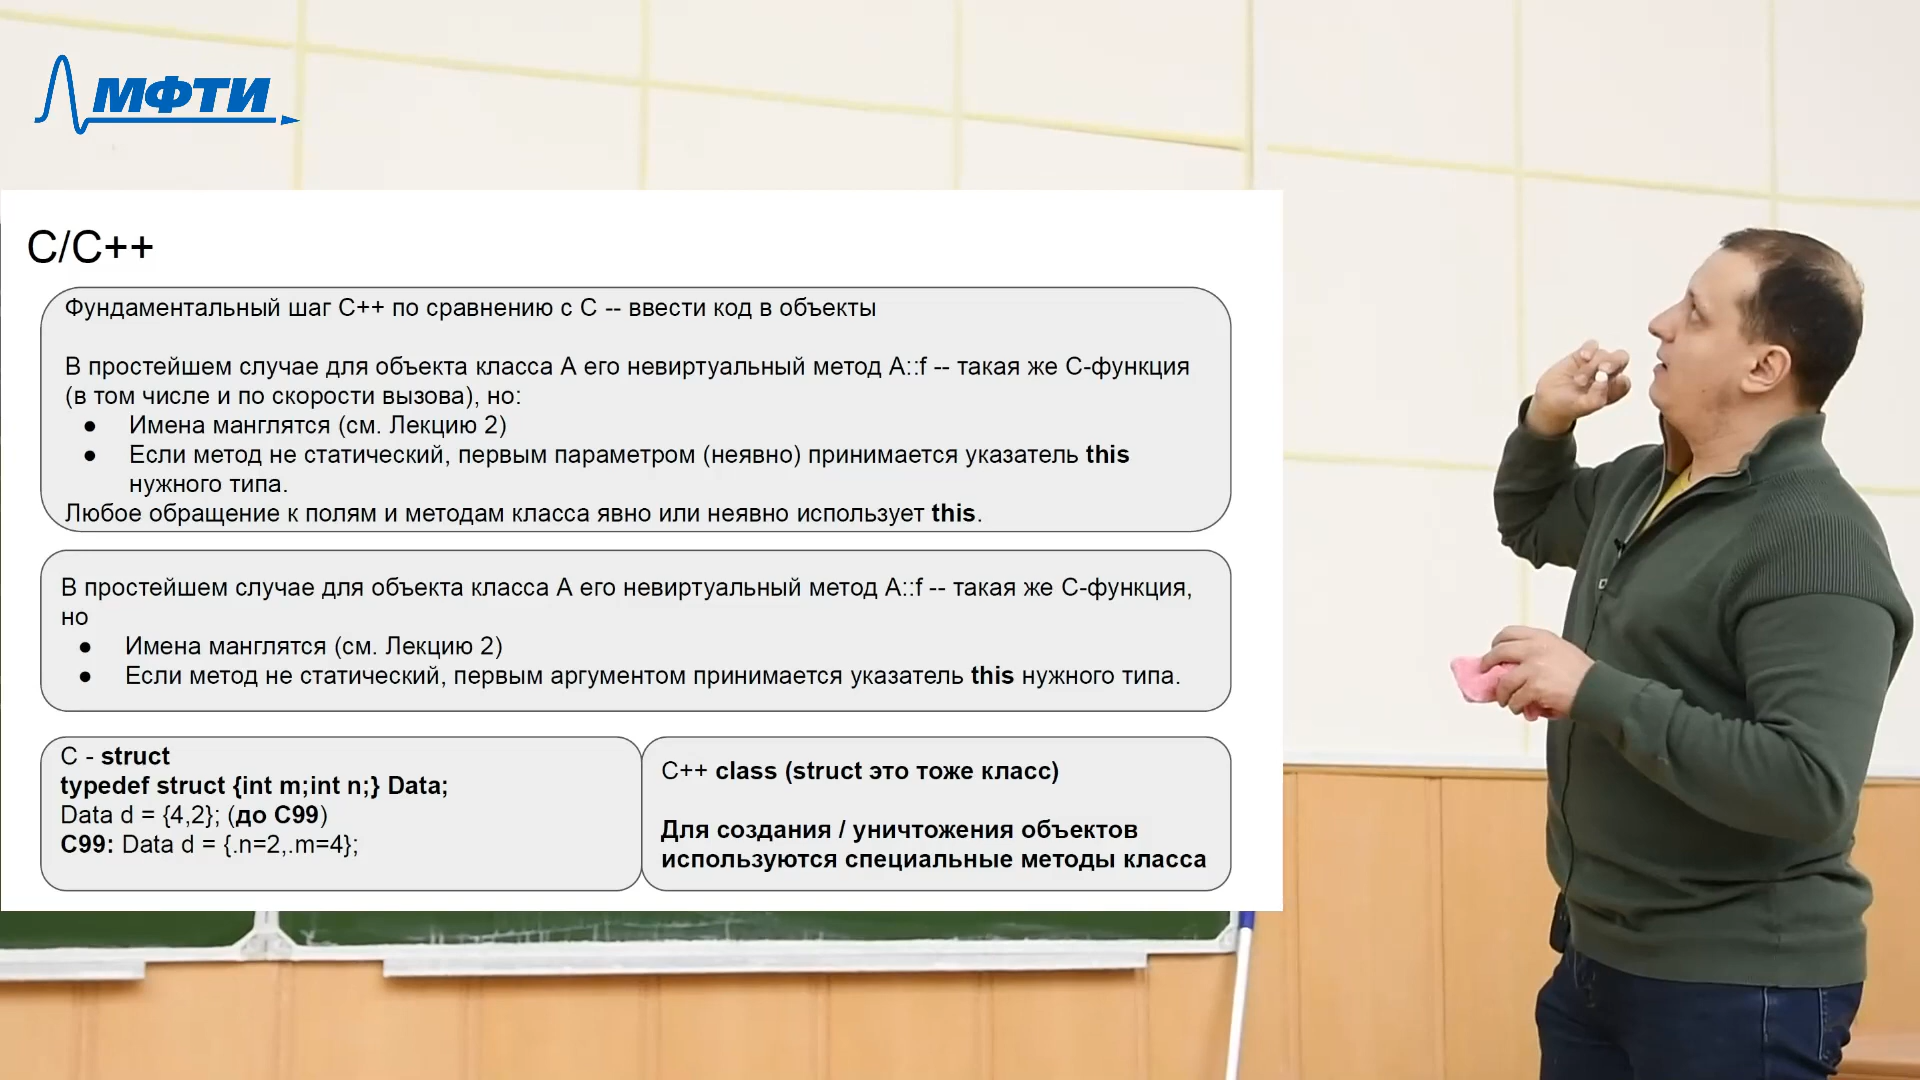 МФТИ
C/C++
Фундаментальный шаг C++ по сравнению с C -- ввести код в объекты
В простейшем случае для объекта класса A его невиртуальный метод A::f -- такая же C-функция
(в том числе и по скорости вызова), но:
● Имена манглятся (см. Лекцию 2)
● Если метод не статический, первым параметром (неявно) принимается указатель this
нужного типа.
Любое обращение к полям и методам класса явно или неявно использует this.
В простейшем случае для объекта класса A его невиртуальный метод A::f -- такая же C-функция,
но
● Имена манглятся (см. Лекцию 2)
● Если метод не статический, первым аргументом принимается указатель this нужного типа.
C - struct
typedef struct {int m;int n;} Data;
Data d = {4,2}; (до C99)
C99: Data d = {.n=2,.m=4};
C++ class (struct это тоже класс)
Для создания / уничтожения объектов
используются специальные методы класса